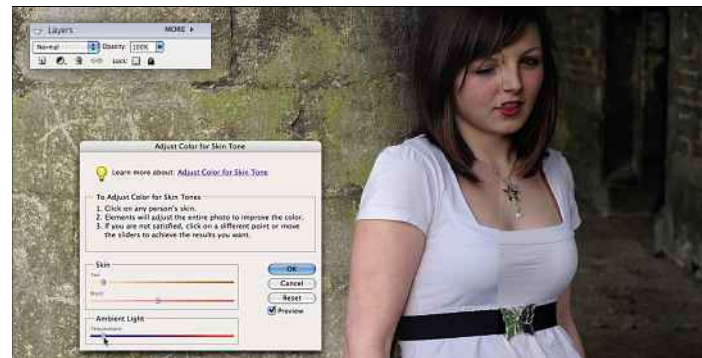 Layers
MORE
Normal
Opacity: 100%
Lock:
Adjust Color for Skin Tone
Learn more about: Adjust Color for Skin Tone
To Adjust Color for Skin Tones
1. Click on any person's skin.
2. Elements will adjust the entire photo to improve the color.
3. If you are not satisfied, click on a different point or move
the sliders to achieve the results you want.
Skin
Tan
Blush
Ambient Light
Temperature
OK
Cancel
Reset
Preview